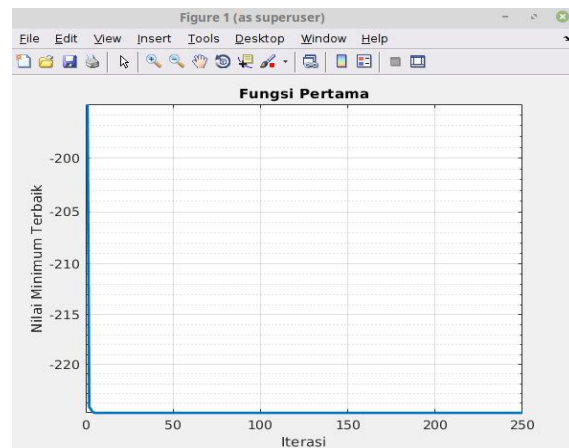 Figure 1 (as superuser)
File Edit View Insert Tools Desktop Window Help
Fungsi Pertama
Nilai Minimum Terbaik
-200
-205
-210
-215
-220
0 50 100 150 200 250
Iterasi